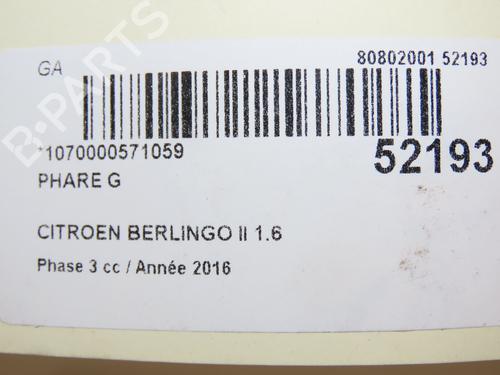 GA
80802001 52193
*1070000571059
52193
PHARE G
CITROEN BERLINGO II 1.6
Phase 3 cc / Année 2016
B-PARTS